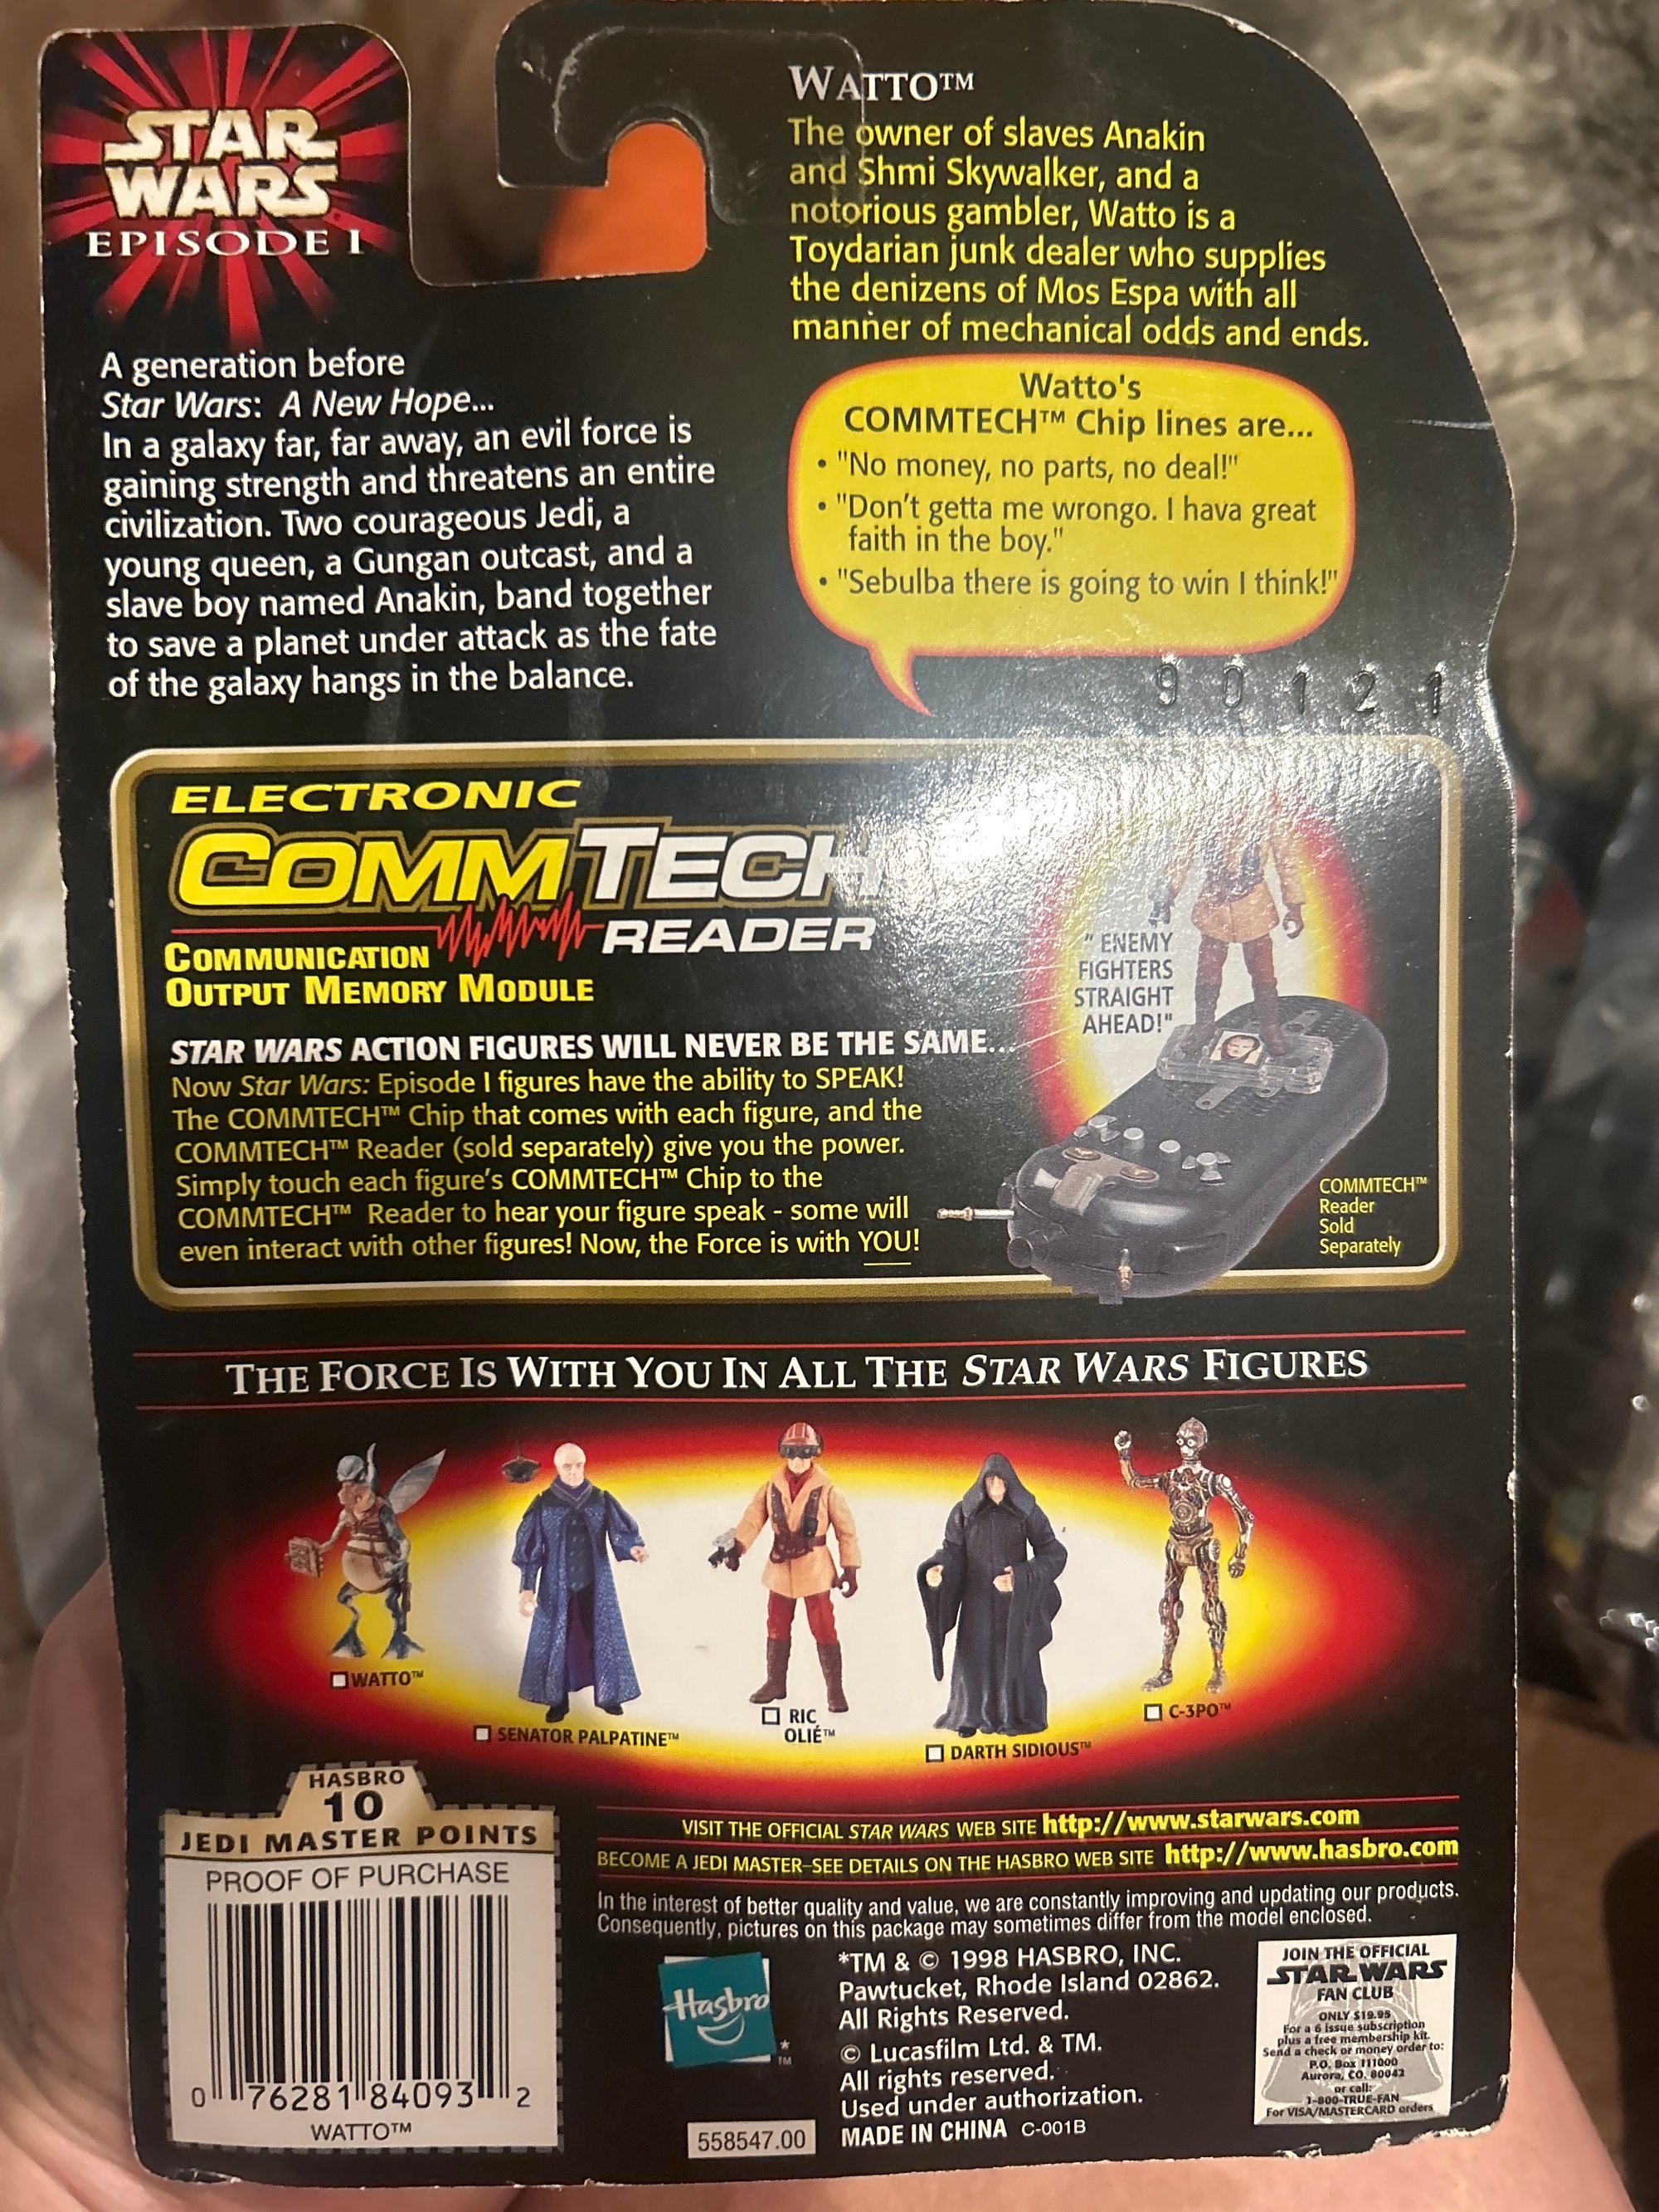 STAR
WARS
EPISODE I
A generation before
Star Wars: A New Hope...
In a galaxy far, far away, an evil force is
gaining strength and threatens an entire
civilization. Two courageous Jedi, a
young queen, a Gungan outcast, and a
slave boy named Anakin, band together
to save a planet under attack as the fate
of the galaxy hangs in the balance.
WATTO™
The owner of slaves Anakin
and Shmi Skywalker, and a
notorious gambler, Watto is a
Toydarian junk dealer who supplies
the denizens of Mos Espa with all
manner of mechanical odds and ends.
Watto's
COMMTECH™ Chip lines are...
• "No money, no parts, no deal!"
• "Don't getta me wrongo. I hava great
faith in the boy."
• "Sebulba there is going to win I think!"
90121
ELECTRONIC
COMMTECH
READER
COMMUNICATION
OUTPUT MEMORY MODULE
STAR WARS ACTION FIGURES WILL NEVER BE THE SAME...
Now Star Wars: Episode I figures have the ability to SPEAK!
The COMMTECH™ Chip that comes with each figure, and the
COMMTECH™ Reader (sold separately) give you the power.
Simply touch each figure's COMMTECH™ Chip to the
COMMTECH™ Reader to hear your figure speak - some will
even interact with other figures! Now, the Force is with YOU!
" ENEMY
FIGHTERS
STRAIGHT
AHEAD!"
COMMTECH™
Reader
Sold
Separately
THE FORCE IS WITH YOU IN ALL THE STAR WARS FIGURES
WATTO™
SENATOR PALPATINE™
RIC
OLIÉ™
DARTH SIDIOUS™
C-3PO™
HASBRO
10
JEDI MASTER POINTS
PROOF OF PURCHASE
0 76281 84093 2
WATTO™
VISIT THE OFFICIAL STAR WARS WEB SITE http://www.starwars.com
BECOME A JEDI MASTER–SEE DETAILS ON THE HASBRO WEB SITE http://www.hasbro.com
In the interest of better quality and value, we are constantly improving and updating our products.
Consequently, pictures on this package may sometimes differ from the model enclosed.
Hasbro
*
TM
558547.00
*TM & © 1998 HASBRO, INC.
Pawtucket, Rhode Island 02862.
All Rights Reserved.
© Lucasfilm Ltd. & TM.
All rights reserved.
Used under authorization.
MADE IN CHINA C-001B
JOIN THE OFFICIAL
STAR WARS
FAN CLUB
ONLY $19.95
For a 6 issue subscription
plus a free membership kit.
Send a check or money order to:
P.O. Box 111000
Aurora, CO. 80042
or call:
1-800-TRUE-FAN
For VISA/MASTERCARD orders